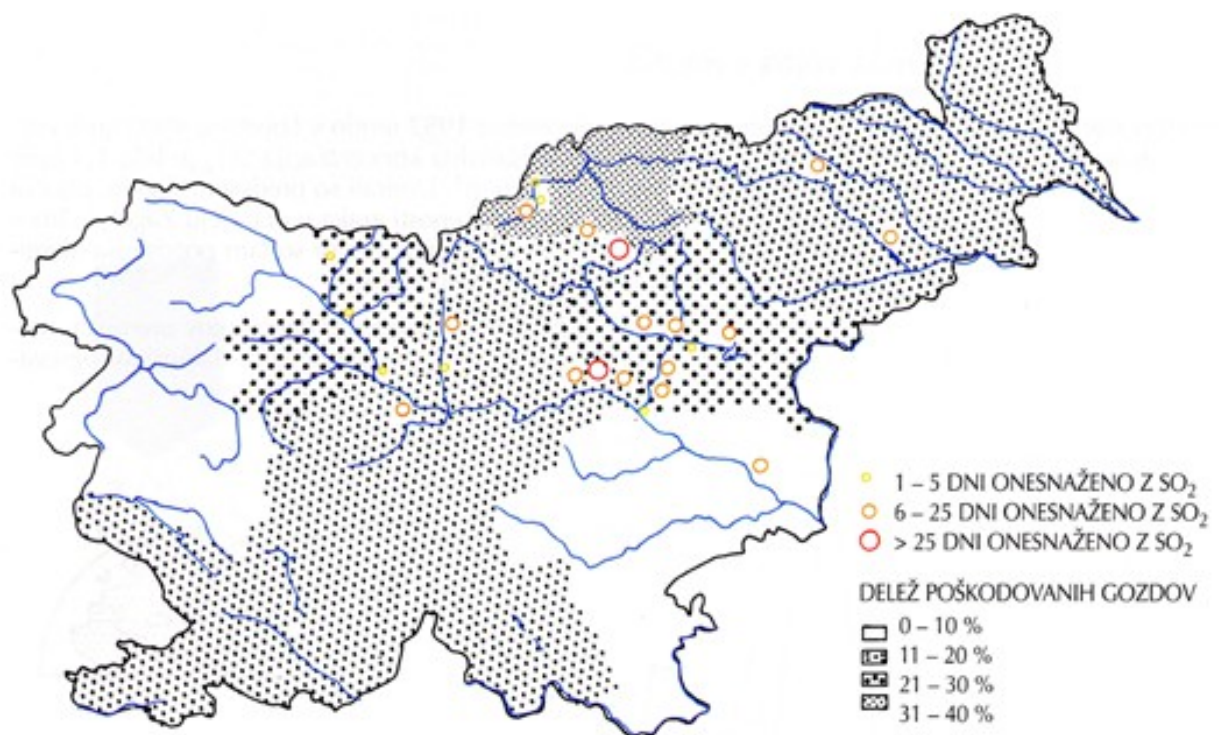 1 – 5 DNI ONESNAŽENO Z SO₂
6 – 25 DNI ONESNAŽENO Z SO₂
> 25 DNI ONESNAŽENO Z SO₂
DELEŽ POŠKODOVANIH GOZDOV
0 – 10 %
11 – 20 %
21 – 30 %
31 – 40 %